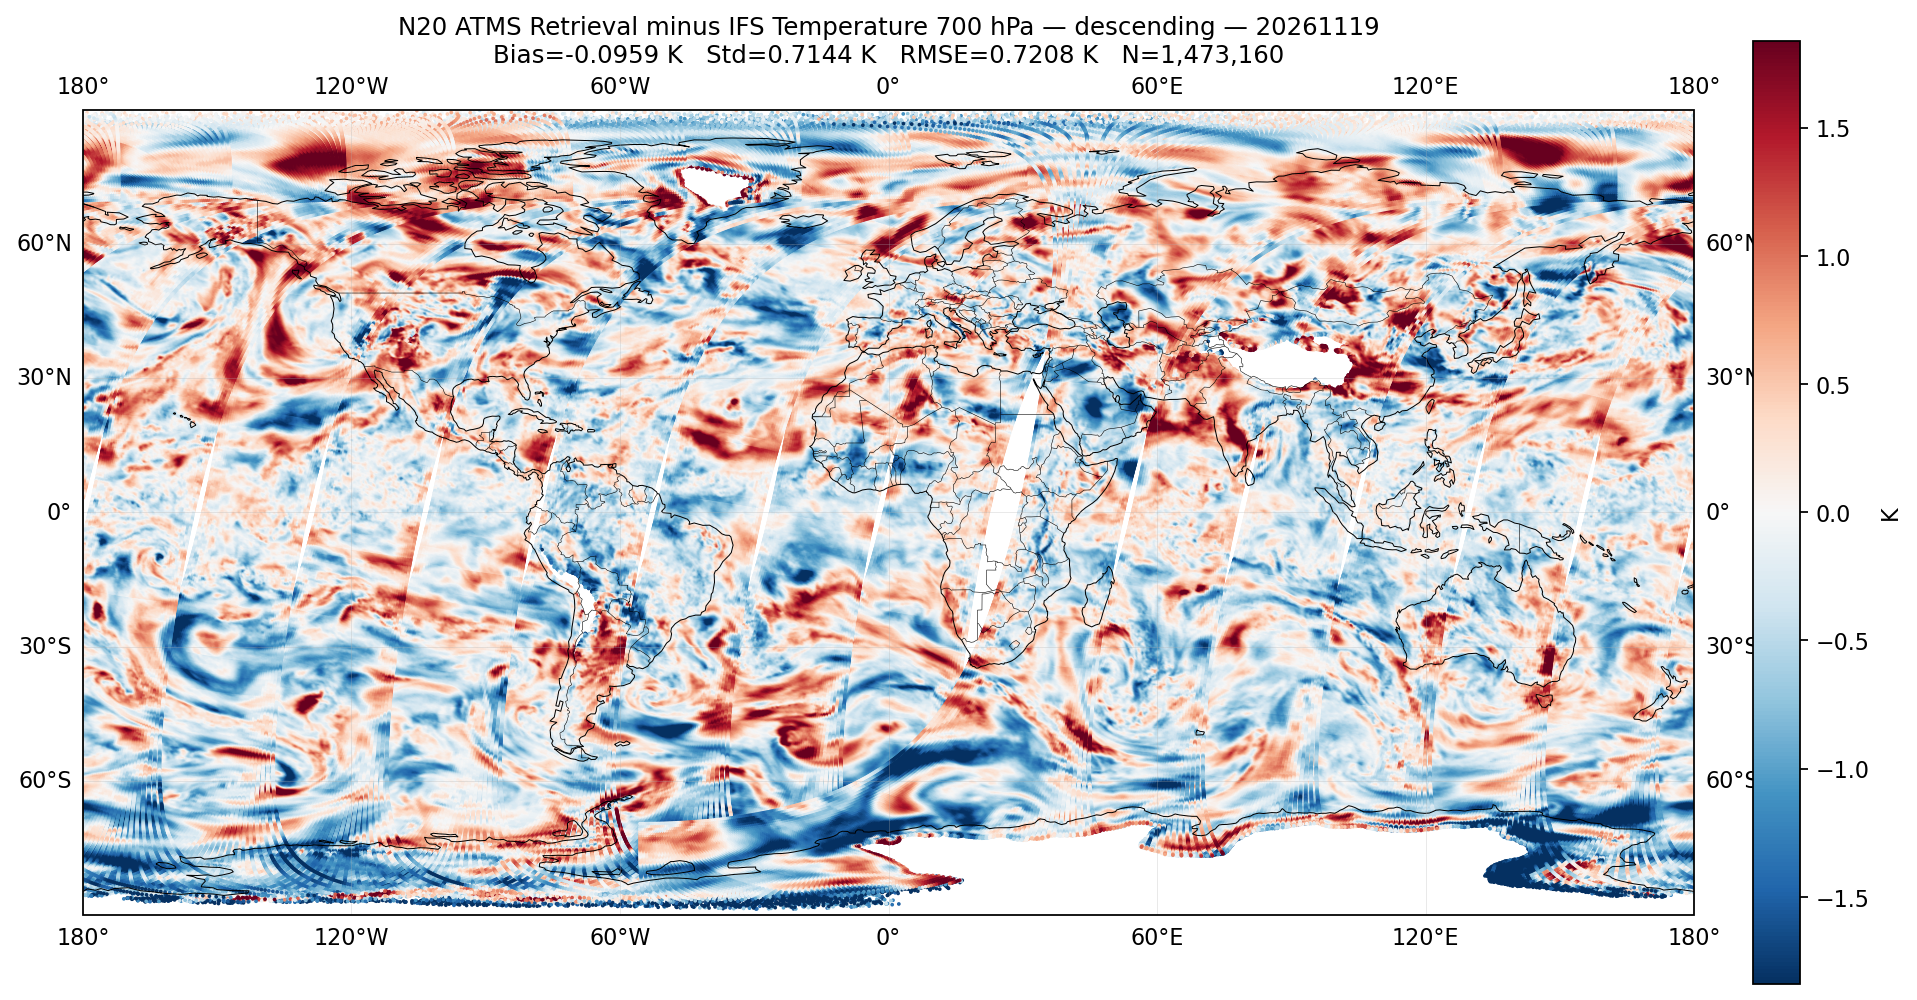 N20 ATMS Retrieval minus IFS Temperature 700 hPa — descending — 20261119
Bias=-0.0959 K Std=0.7144 K RMSE=0.7208 K N=1,473,160
180° 120°W 60°W 0° 60°E 120°E 180°
60°N 60°N
30°N 30°N
0° 0°
30°S 30°S
60°S 60°S
180° 120°W 60°W 0° 60°E 120°E 180°
1.5
1.0
0.5
0.0
−0.5
−1.0
−1.5
K